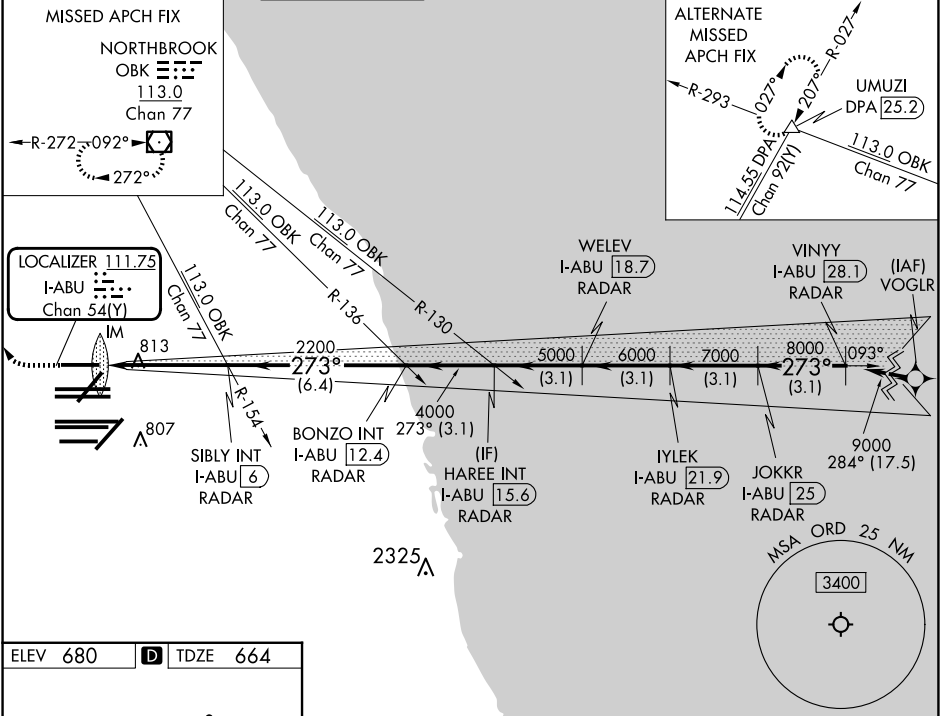 MISSED APCH FIX
NORTHBROOK
OBK
113.0
Chan 77
R-272
092°
272°
ALTERNATE
MISSED
APCH FIX
R-027
R-293
027°
207°
UMUZI
DPA 25.2
114.55 DPA
Chan 92(Y)
113.0 OBK
Chan 77
113.0 OBK
Chan 77
113.0 OBK
Chan 77
113.0 OBK
Chan 77
R-136
R-130
R-154
LOCALIZER 111.75
I-ABU
Chan 54(Y)
IM
813
807
WELEV
I-ABU 18.7
RADAR
VINYY
I-ABU 28.1
RADAR
(IAF)
VOGLR
2200
273°
(6.4)
5000
(3.1)
6000
(3.1)
7000
(3.1)
8000
273°
(3.1)
093°
4000
273° (3.1)
9000
284° (17.5)
SIBLY INT
I-ABU 6
RADAR
BONZO INT
I-ABU 12.4
RADAR
(IF)
HAREE INT
I-ABU 15.6
RADAR
IYLEK
I-ABU 21.9
RADAR
JOKKR
I-ABU 25
RADAR
2325
MSA ORD 25 NM
3400
ELEV 680 D TDZE 664